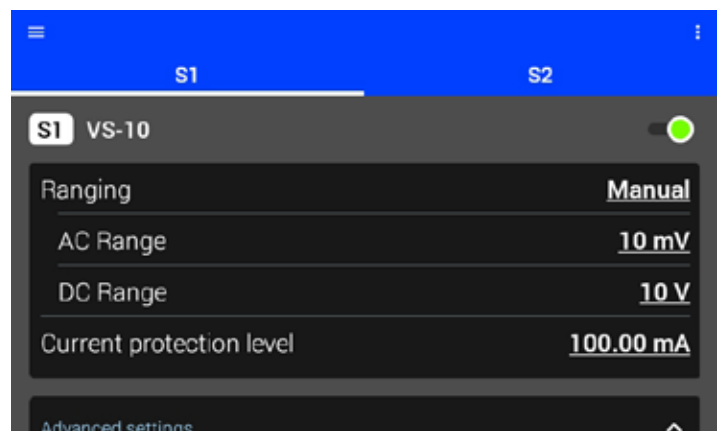 S1 S2
S1 VS-10
Ranging Manual
AC Range 10 mV
DC Range 10 V
Current protection level 100.00 mA
Advanced settings